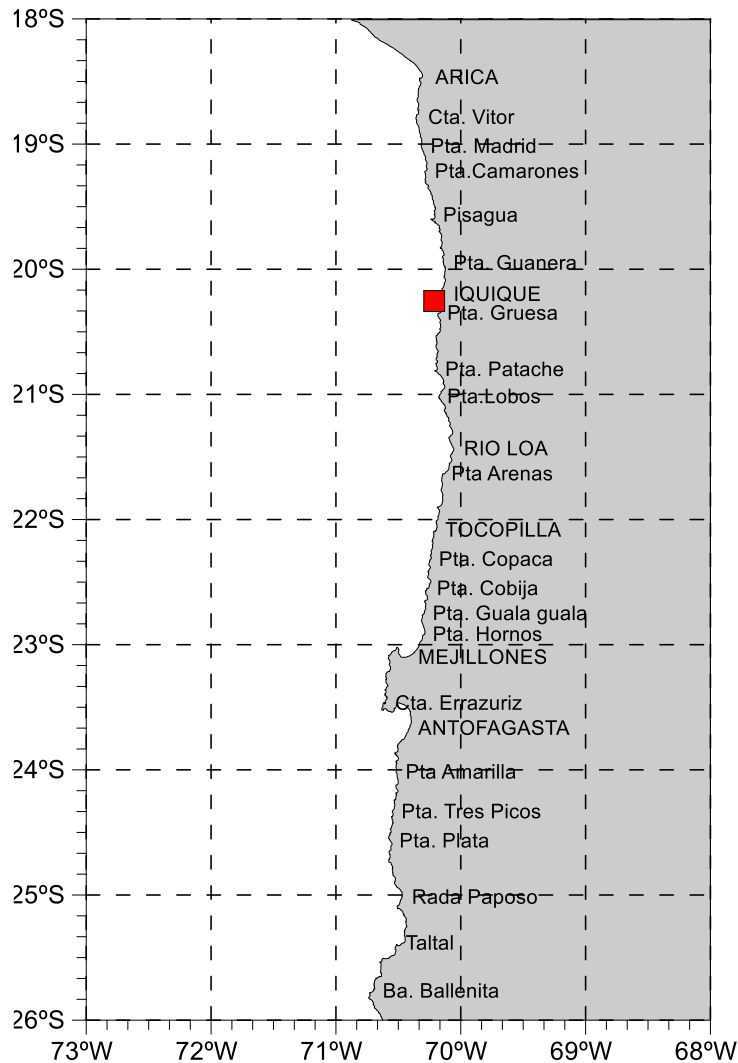 18ºS
ARICA
Cta. Vitor
19ºS
Pta. Madrid
Pta.Camarones
Pisagua
Pta. Guanera
20ºS
IQUIQUE
Pta. Gruesa
Pta. Patache
21ºS
Pta.Lobos
RIO LOA
Pta Arenas
22ºS
TOCOPILLA
Pta. Copaca
Pta. Cobija
Pta. Guala guala
Pta. Hornos
23ºS
MEJILLONES
Cta. Errazuriz
ANTOFAGASTA
24ºS
Pta Amarilla
Pta. Tres Picos
Pta. Plata
25ºS
Rada Paposo
Taltal
Ba. Ballenita
26ºS
73ºW 72ºW 71ºW 70ºW 69ºW 68ºW